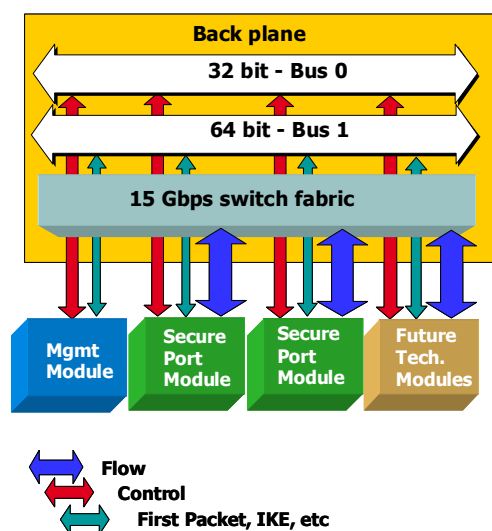 Back plane
32 bit - Bus 0
64 bit - Bus 1
15 Gbps switch fabric
Mgmt
Module
Secure
Port
Module
Secure
Port
Module
Future
Tech.
Modules
Flow
Control
First Packet, IKE, etc